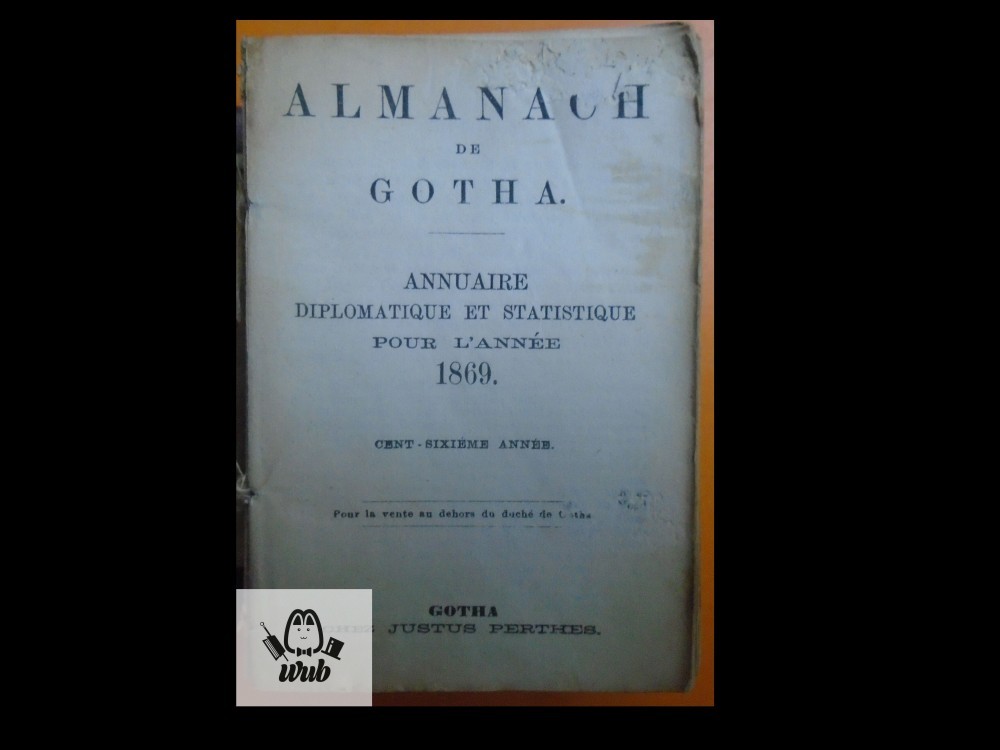 ALMANACH
DE
GOTHA.
ANNUAIRE
DIPLOMATIQUE ET STATISTIQUE
POUR L'ANNÉE
1869.
CENT-SIXIÈME ANNÉE.
Pour la vente au dehors du duché de Gotha
GOTHA
JUSTUS PERTHES.
wub